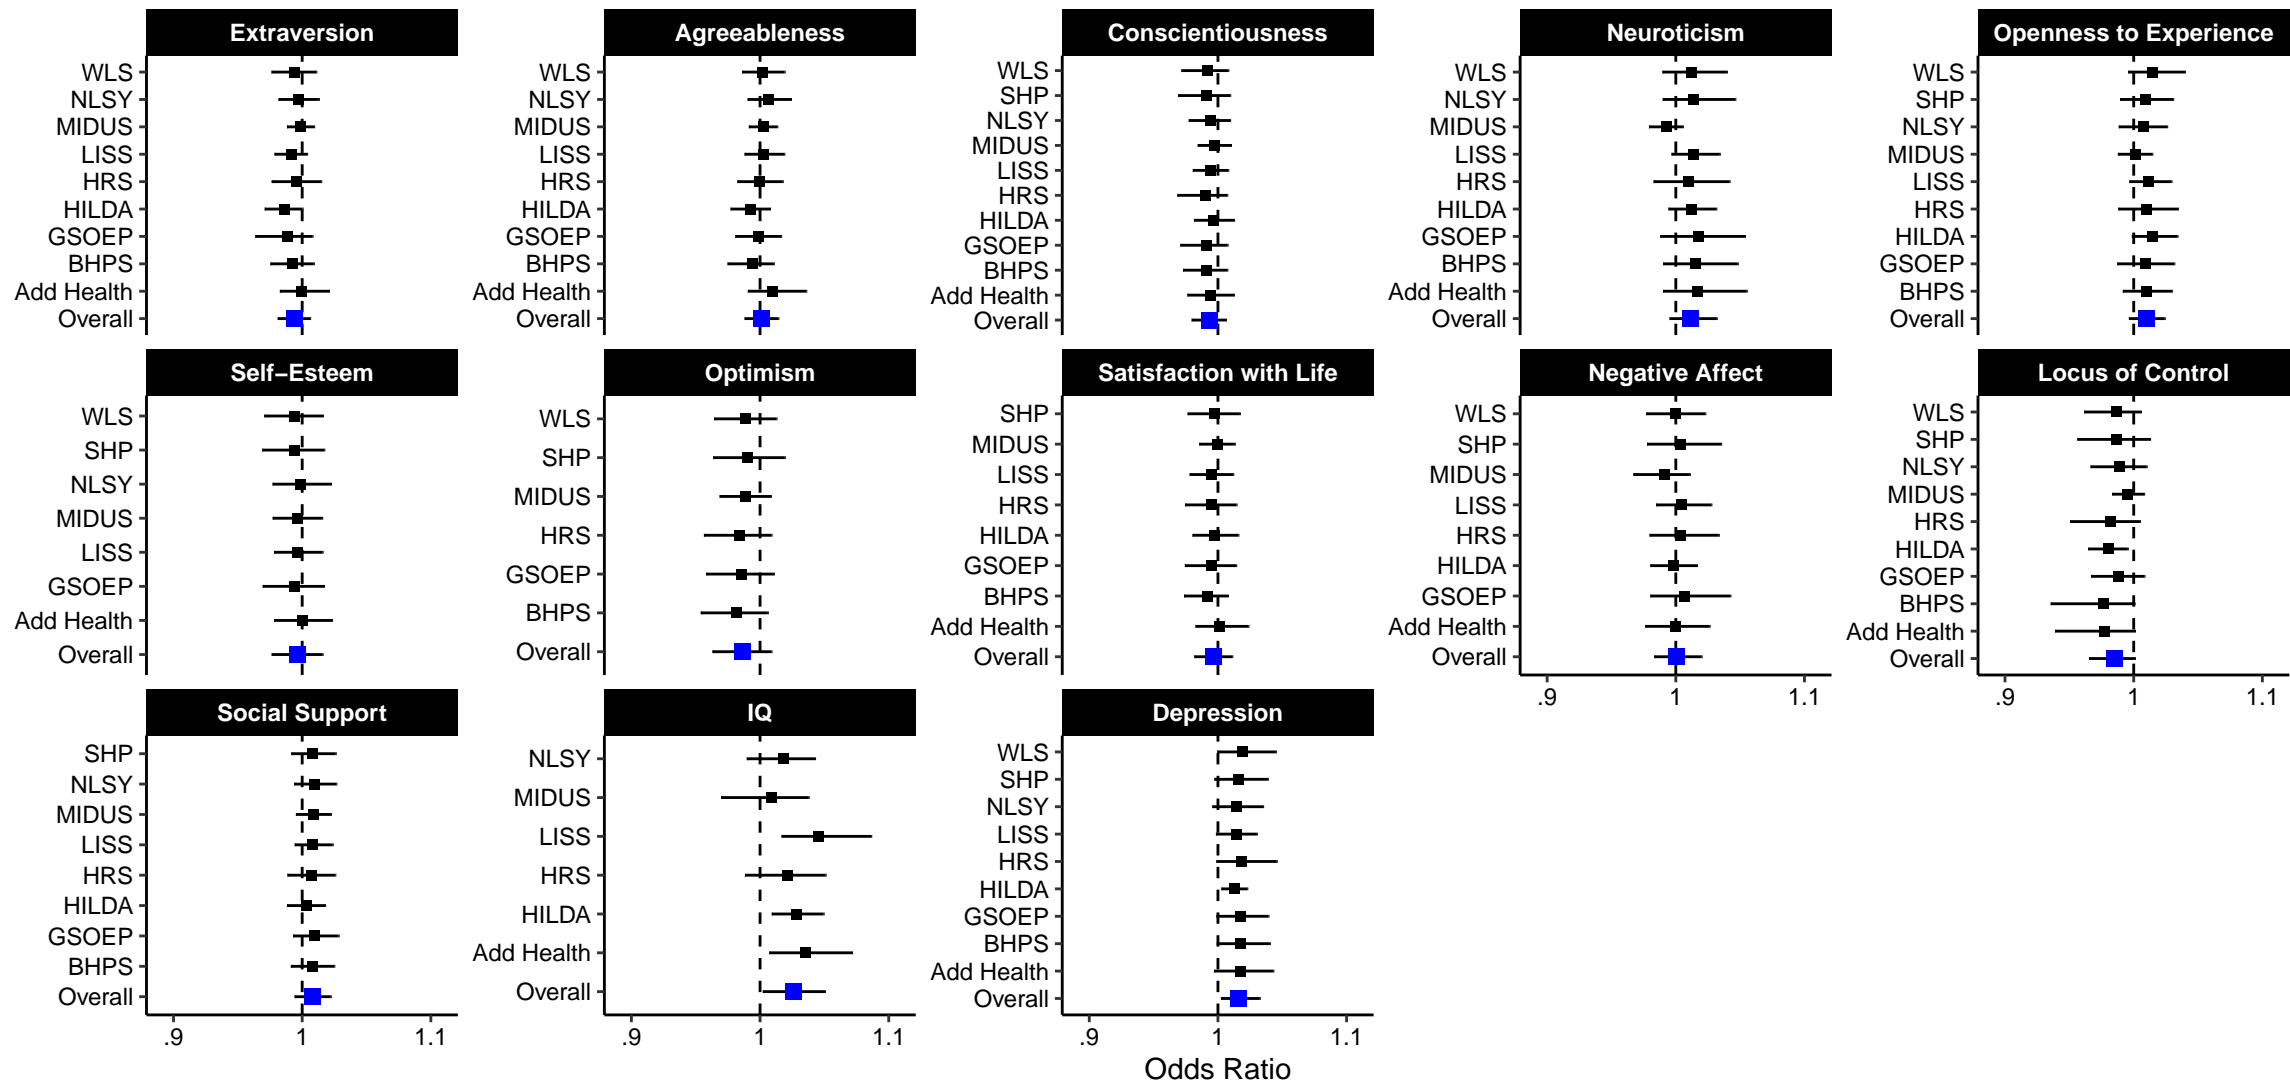 Extraversion
WLS
NLSY
MIDUS
LISS
HRS
HILDA
GSOEP
BHPS
Add Health
Overall
Agreeableness
WLS
NLSY
MIDUS
LISS
HRS
HILDA
GSOEP
BHPS
Add Health
Overall
Conscientiousness
WLS
SHP
NLSY
MIDUS
LISS
HRS
HILDA
GSOEP
BHPS
Add Health
Overall
Neuroticism
WLS
NLSY
MIDUS
LISS
HRS
HILDA
GSOEP
BHPS
Add Health
Overall
Openness to Experience
WLS
SHP
NLSY
MIDUS
LISS
HRS
HILDA
GSOEP
BHPS
Overall
Self−Esteem
WLS
SHP
NLSY
MIDUS
LISS
GSOEP
Add Health
Overall
Optimism
WLS
SHP
MIDUS
HRS
GSOEP
BHPS
Overall
Satisfaction with Life
SHP
MIDUS
LISS
HRS
HILDA
GSOEP
BHPS
Add Health
Overall
Negative Affect
WLS
SHP
MIDUS
LISS
HRS
HILDA
GSOEP
Add Health
Overall
.9 1 1.1
Locus of Control
WLS
SHP
NLSY
MIDUS
HRS
HILDA
GSOEP
BHPS
Add Health
Overall
.9 1 1.1
Social Support
SHP
NLSY
MIDUS
LISS
HRS
HILDA
GSOEP
BHPS
Overall
.9 1 1.1
IQ
NLSY
MIDUS
LISS
HRS
HILDA
Add Health
Overall
.9 1 1.1
Depression
WLS
SHP
NLSY
LISS
HRS
HILDA
GSOEP
BHPS
Add Health
Overall
.9 1 1.1
Odds Ratio